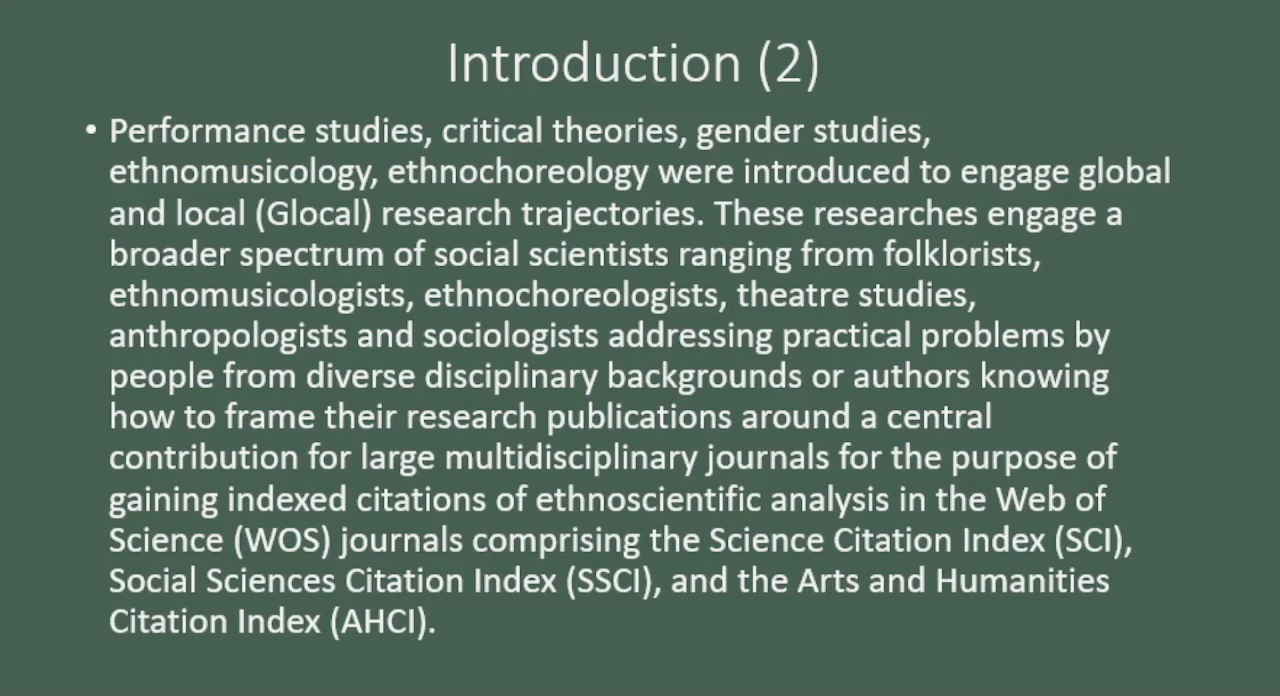 Introduction (2)
• Performance studies, critical theories, gender studies,
ethnomusicology, ethnochoreology were introduced to engage global
and local (Glocal) research trajectories. These researches engage a
broader spectrum of social scientists ranging from folklorists,
ethnomusicologists, ethnochoreologists, theatre studies,
anthropologists and sociologists addressing practical problems by
people from diverse disciplinary backgrounds or authors knowing
how to frame their research publications around a central
contribution for large multidisciplinary journals for the purpose of
gaining indexed citations of ethnoscientific analysis in the Web of
Science (WOS) journals comprising the Science Citation Index (SCI),
Social Sciences Citation Index (SSCI), and the Arts and Humanities
Citation Index (AHCI).